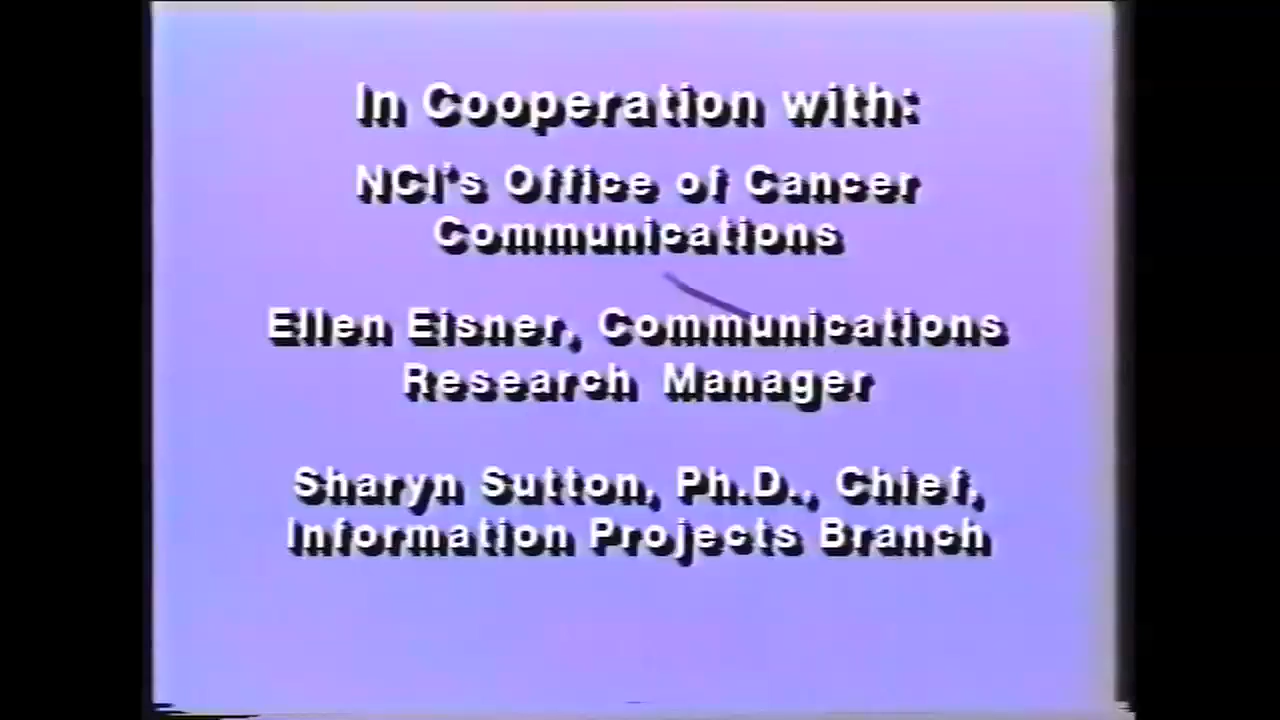 In Cooperation with:
NCI's Office of Cancer
Communications
Ellen Eisner, Communications
Research Manager
Sharyn Sutton, Ph.D., Chief,
Information Projects Branch